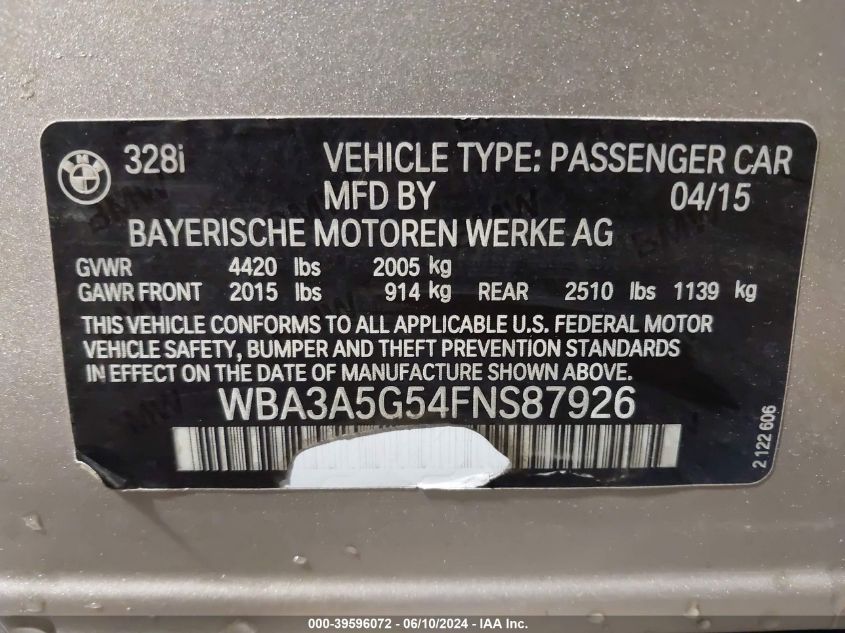 BMW 328i VEHICLE TYPE: PASSENGER CAR
MFD BY 04/15
BAYERISCHE MOTOREN WERKE AG
GVWR 4420 lbs 2005 kg
GAWR FRONT 2015 lbs 914 kg REAR 2510 lbs 1139 kg
THIS VEHICLE CONFORMS TO ALL APPLICABLE U.S. FEDERAL MOTOR
VEHICLE SAFETY, BUMPER AND THEFT PREVENTION STANDARDS
IN EFFECT ON THE DATE OF MANUFACTURE SHOWN ABOVE.
WBA3A5G54FNS87926
2 122 606
000-39596072 - 06/10/2024 - IAA Inc.